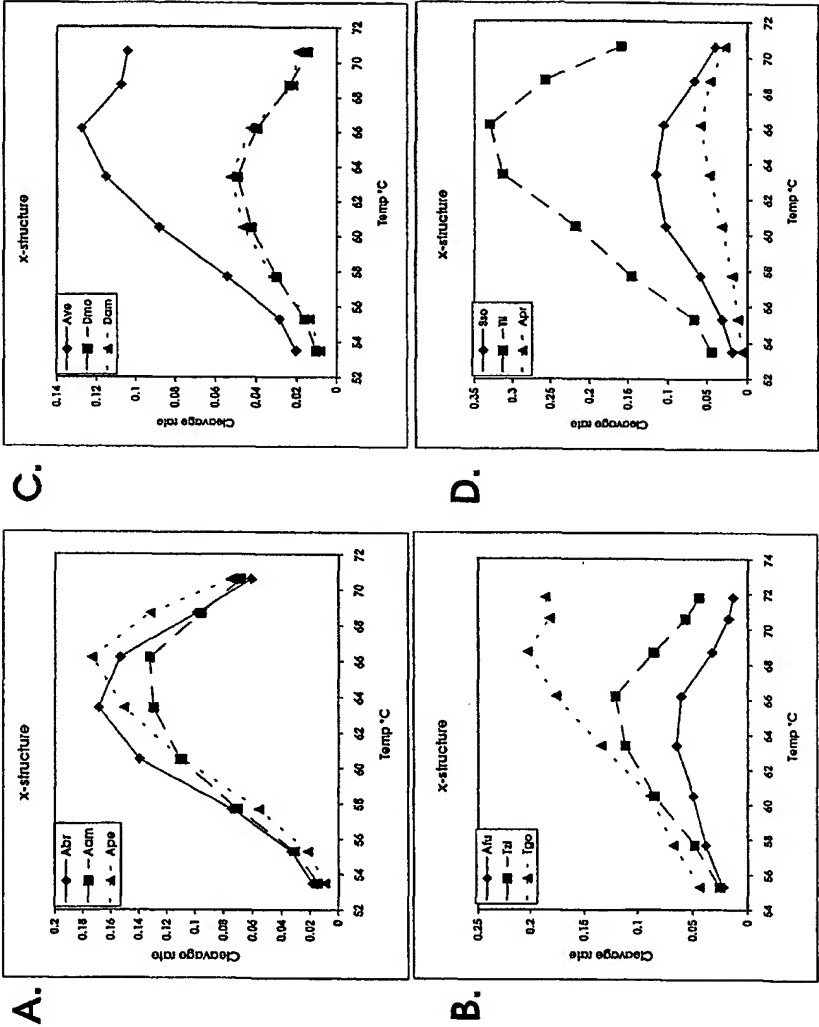 A.
x-structure
Abr
Aam
Ape
0.2
0.18
0.16
0.14
0.12
0.1
0.08
0.06
0.04
0.02
0
Cleavage rate
52 54 56 58 60 62 64 66 68 70 72
Temp °C
C.
x-structure
Ave
Dmo
Dam
0.14
0.12
0.1
0.08
0.06
0.04
0.02
0
Cleavage rate
52 54 56 58 60 62 64 66 68 70 72
Temp °C
B.
x-structure
Afu
Tzi
Tgo
0.25
0.2
0.15
0.1
0.05
0
Cleavage rate
54 56 58 60 62 64 66 68 70 72 74
Temp °C
D.
x-structure
Sso
Tli
Apr
0.35
0.3
0.25
0.2
0.15
0.1
0.05
0
Cleavage rate
52 54 56 58 60 62 64 66 68 70 72
Temp °C